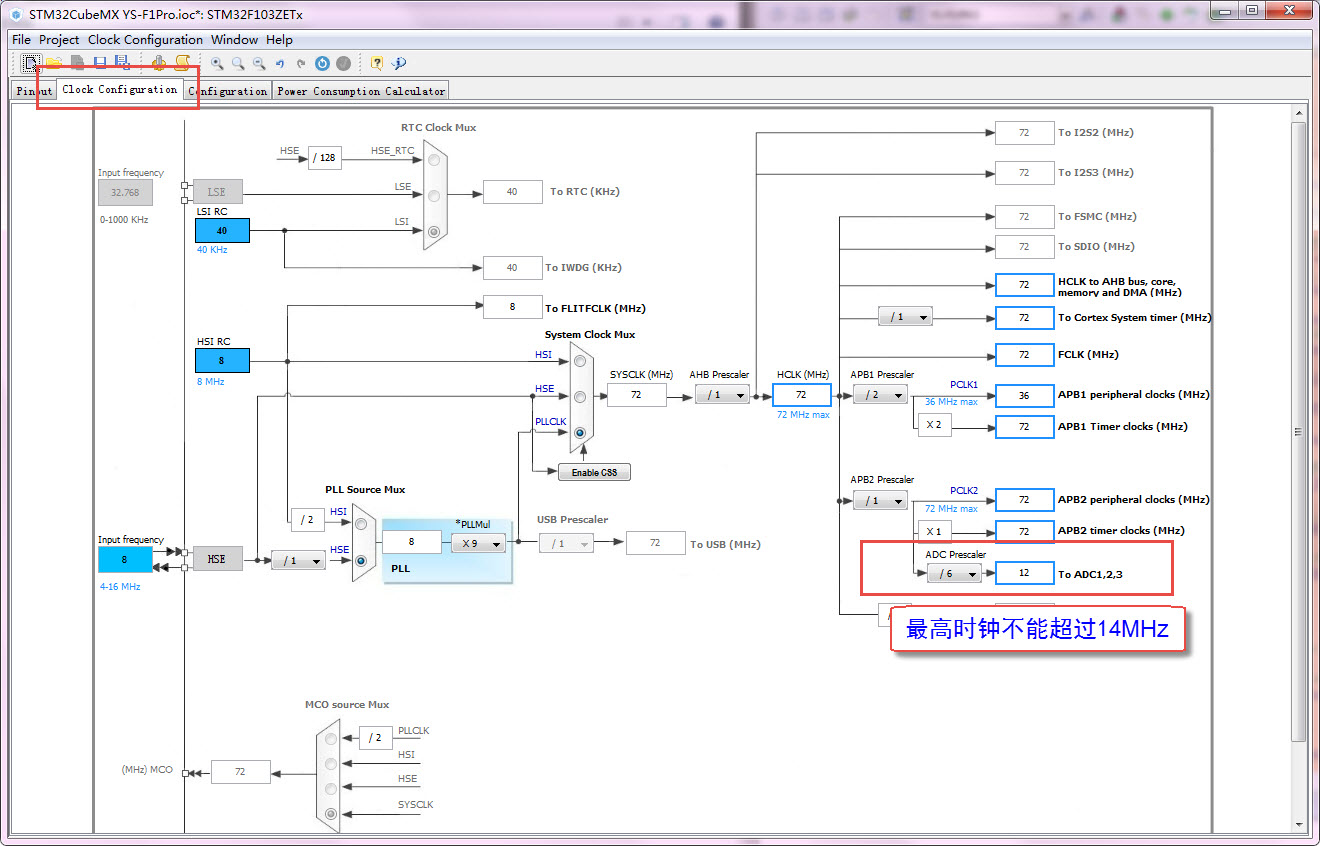 STM32CubeMX YS-F1Pro.ioc*: STM32F103ZETx
File Project Clock Configuration Window Help
Pinout Clock Configuration Configuration Power Consumption Calculator
RTC Clock Mux
HSE
/ 128
HSE_RTC
Input frequency
32.768
0-1000 KHz
LSE
LSE
40
To RTC (KHz)
LSI RC
40
40 KHz
LSI
40
To IWDG (KHz)
8
To FLITFCLK (MHz)
System Clock Mux
HSI RC
8
8 MHz
HSI
HSE
PLLCLK
Enable CSS
SYSCLK (MHz)
72
AHB Prescaler
/ 1
HCLK (MHz)
72
72 MHz max
72
To I2S2 (MHz)
72
To I2S3 (MHz)
72
To FSMC (MHz)
72
To SDIO (MHz)
72
HCLK to AHB bus, core,
memory and DMA (MHz)
/ 1
72
To Cortex System timer (MHz)
72
FCLK (MHz)
APB1 Prescaler
/ 2
PCLK1
36 MHz max
36
APB1 peripheral clocks (MHz)
X 2
72
APB1 Timer clocks (MHz)
APB2 Prescaler
/ 1
PCLK2
72 MHz max
72
APB2 peripheral clocks (MHz)
X 1
72
APB2 timer clocks (MHz)
ADC Prescaler
/ 6
12
To ADC1,2,3
最高时钟不能超过14MHz
PLL Source Mux
/ 2
HSI
Input frequency
8
4-16 MHz
HSE
/ 1
HSE
8
*PLLMul
X 9
PLL
USB Prescaler
/ 1
72
To USB (MHz)
MCO source Mux
/ 2
PLLCLK
HSI
HSE
SYSCLK
(MHz) MCO
72